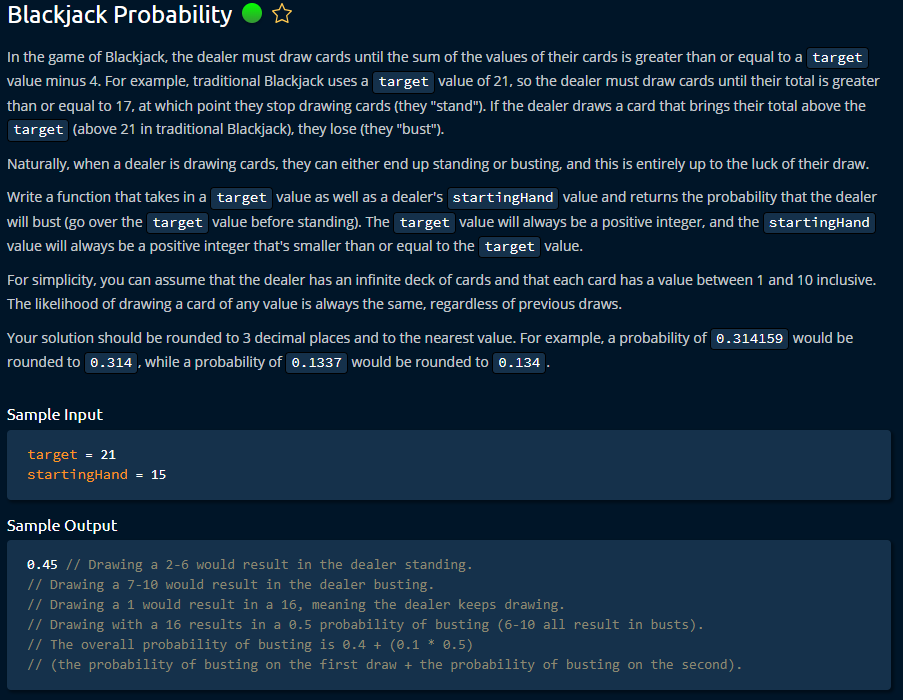 Blackjack Probability
In the game of Blackjack, the dealer must draw cards until the sum of the values of their cards is greater than or equal to a target
value minus 4. For example, traditional Blackjack uses a target value of 21, so the dealer must draw cards until their total is greater
than or equal to 17, at which point they stop drawing cards (they "stand"). If the dealer draws a card that brings their total above the
target (above 21 in traditional Blackjack), they lose (they "bust").
Naturally, when a dealer is drawing cards, they can either end up standing or busting, and this is entirely up to the luck of their draw.
Write a function that takes in a target value as well as a dealer's startingHand value and returns the probability that the dealer
will bust (go over the target value before standing). The target value will always be a positive integer, and the startingHand
value will always be a positive integer that's smaller than or equal to the target value.
For simplicity, you can assume that the dealer has an infinite deck of cards and that each card has a value between 1 and 10 inclusive.
The likelihood of drawing a card of any value is always the same, regardless of previous draws.
Your solution should be rounded to 3 decimal places and to the nearest value. For example, a probability of 0.314159 would be
rounded to 0.314, while a probability of 0.1337 would be rounded to 0.134.
Sample Input
target = 21
startingHand = 15
Sample Output
0.45 // Drawing a 2-6 would result in the dealer standing.
// Drawing a 7-10 would result in the dealer busting.
// Drawing a 1 would result in a 16, meaning the dealer keeps drawing.
// Drawing with a 16 results in a 0.5 probability of busting (6-10 all result in busts).
// The overall probability of busting is 0.4 + (0.1 * 0.5)
// (the probability of busting on the first draw + the probability of busting on the second).